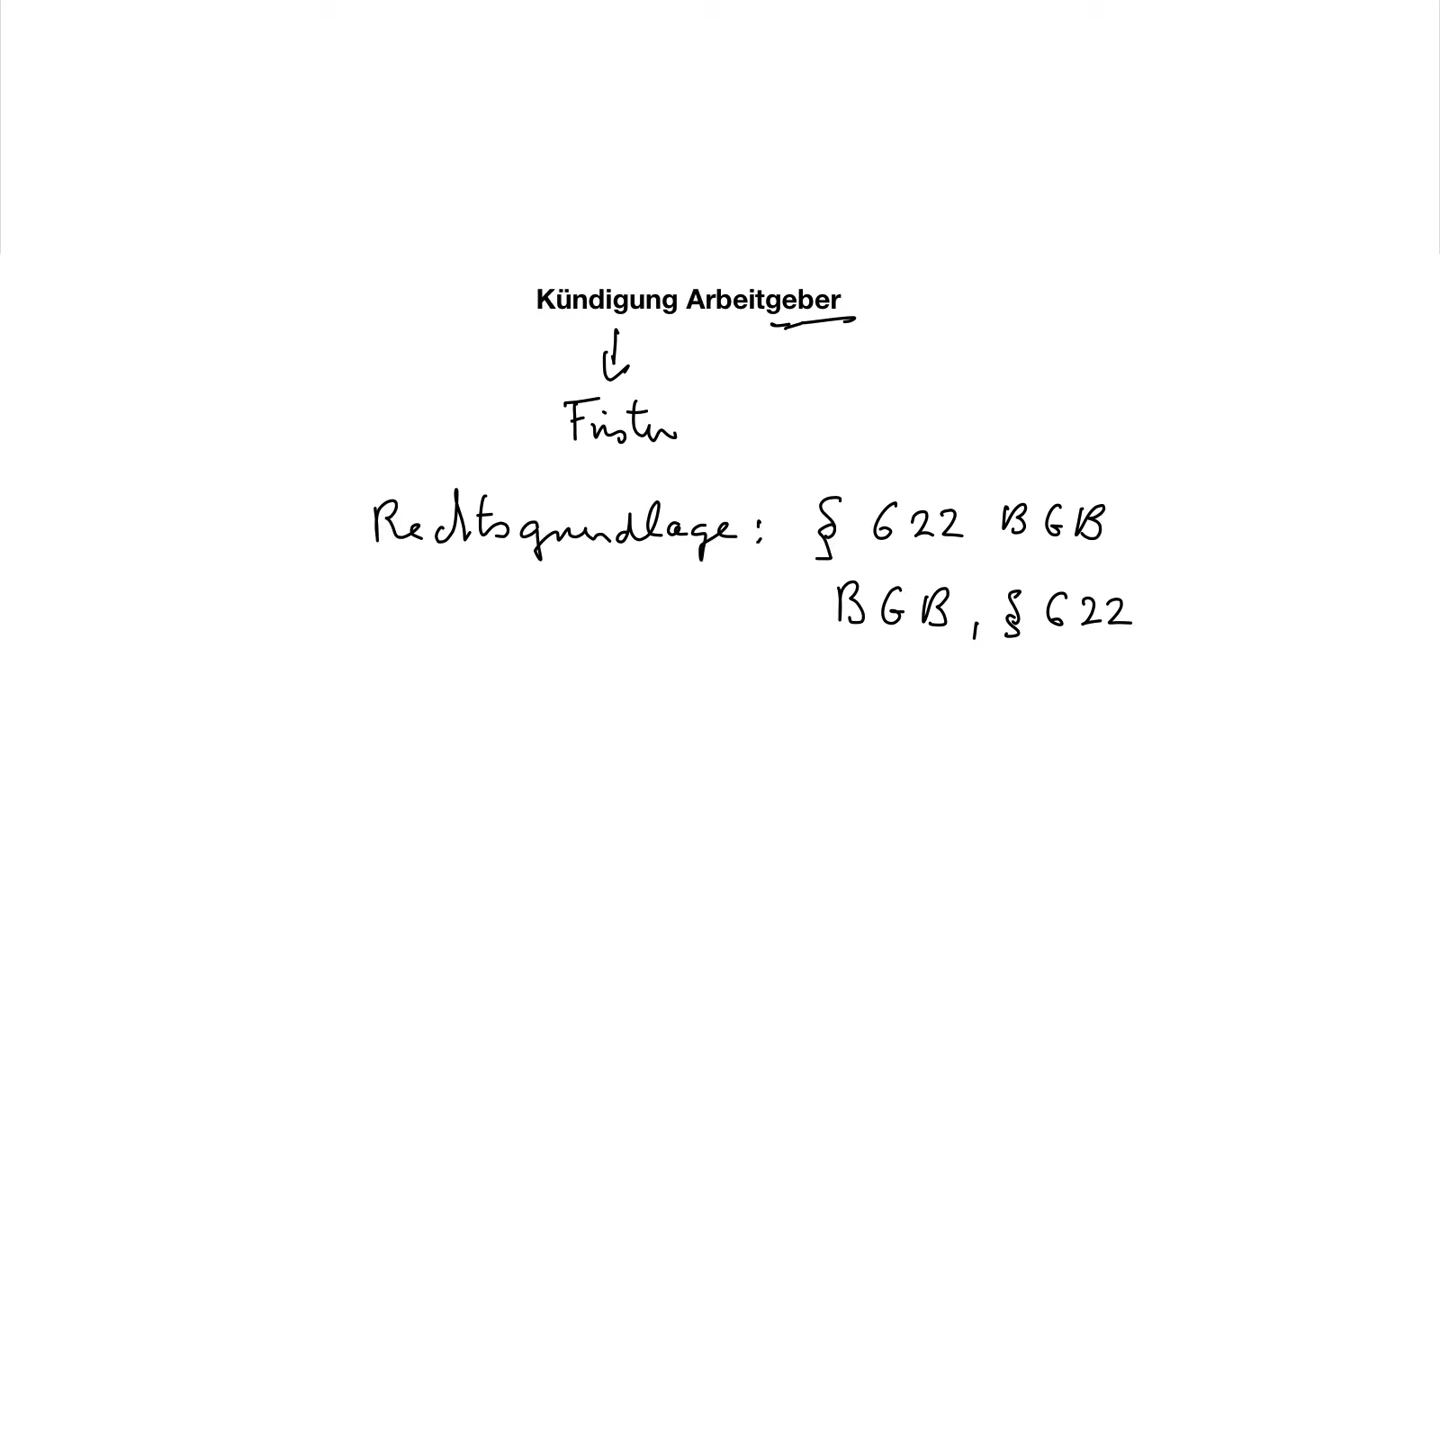 Kündigung Arbeitgeber
Fristen
Rechtsgrundlage: § 622 BGB
BGB, § 622